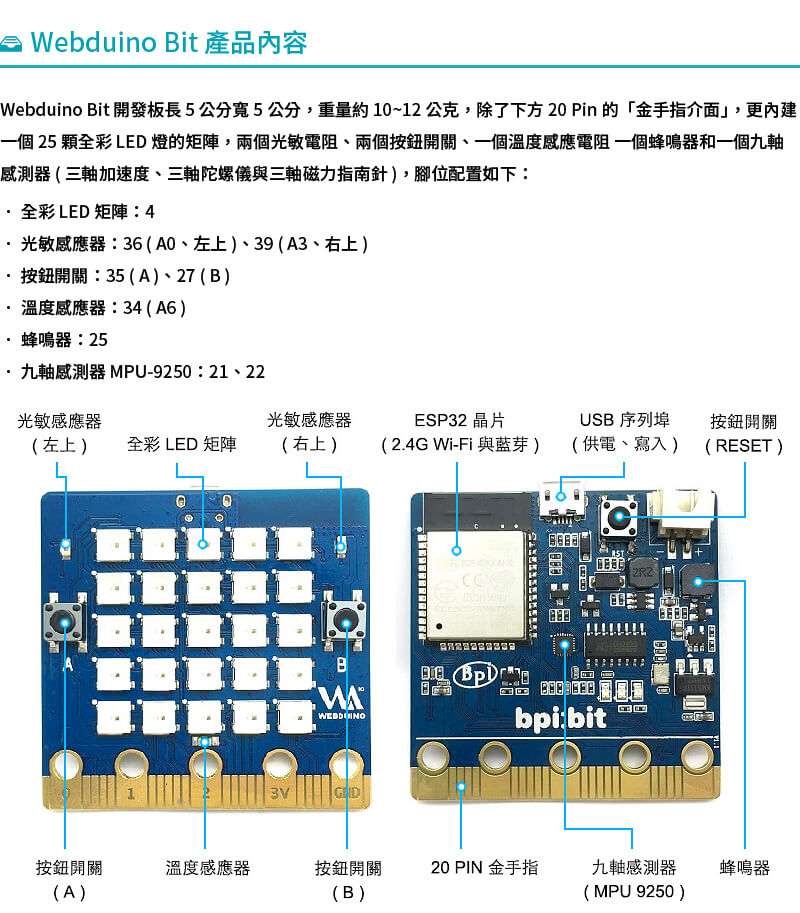 Webduino Bit 產品內容
Webduino Bit 開發板長 5 公分寬 5 公分,重量約 10~12 公克,除了下方 20 Pin 的「金手指介面」,更內建
一個 25 顆全彩 LED 燈的矩陣,兩個光敏電阻、兩個按鈕開關、一個溫度感應電阻 一個蜂鳴器和一個九軸
感測器 ( 三軸加速度、三軸陀螺儀與三軸磁力指南針 ),腳位配置如下:
· 全彩 LED 矩陣:4
· 光敏感應器:36 ( A0、左上 )、39 ( A3、右上 )
· 按鈕開關:35 ( A )、27 ( B )
· 溫度感應器:34 ( A6 )
· 蜂鳴器:25
· 九軸感測器 MPU-9250:21、22
光敏感應器
( 左上 )
全彩 LED 矩陣
光敏感應器
( 右上 )
ESP32 晶片
( 2.4G Wi-Fi 與藍芽 )
USB 序列埠
( 供電、寫入 )
按鈕開關
( RESET )
A
B
WEBDUINO
0
1
2
3V
GND
RST
2R2
Bpi
bpi:bit
按鈕開關
( A )
溫度感應器
按鈕開關
( B )
20 PIN 金手指
九軸感測器
( MPU 9250 )
蜂鳴器